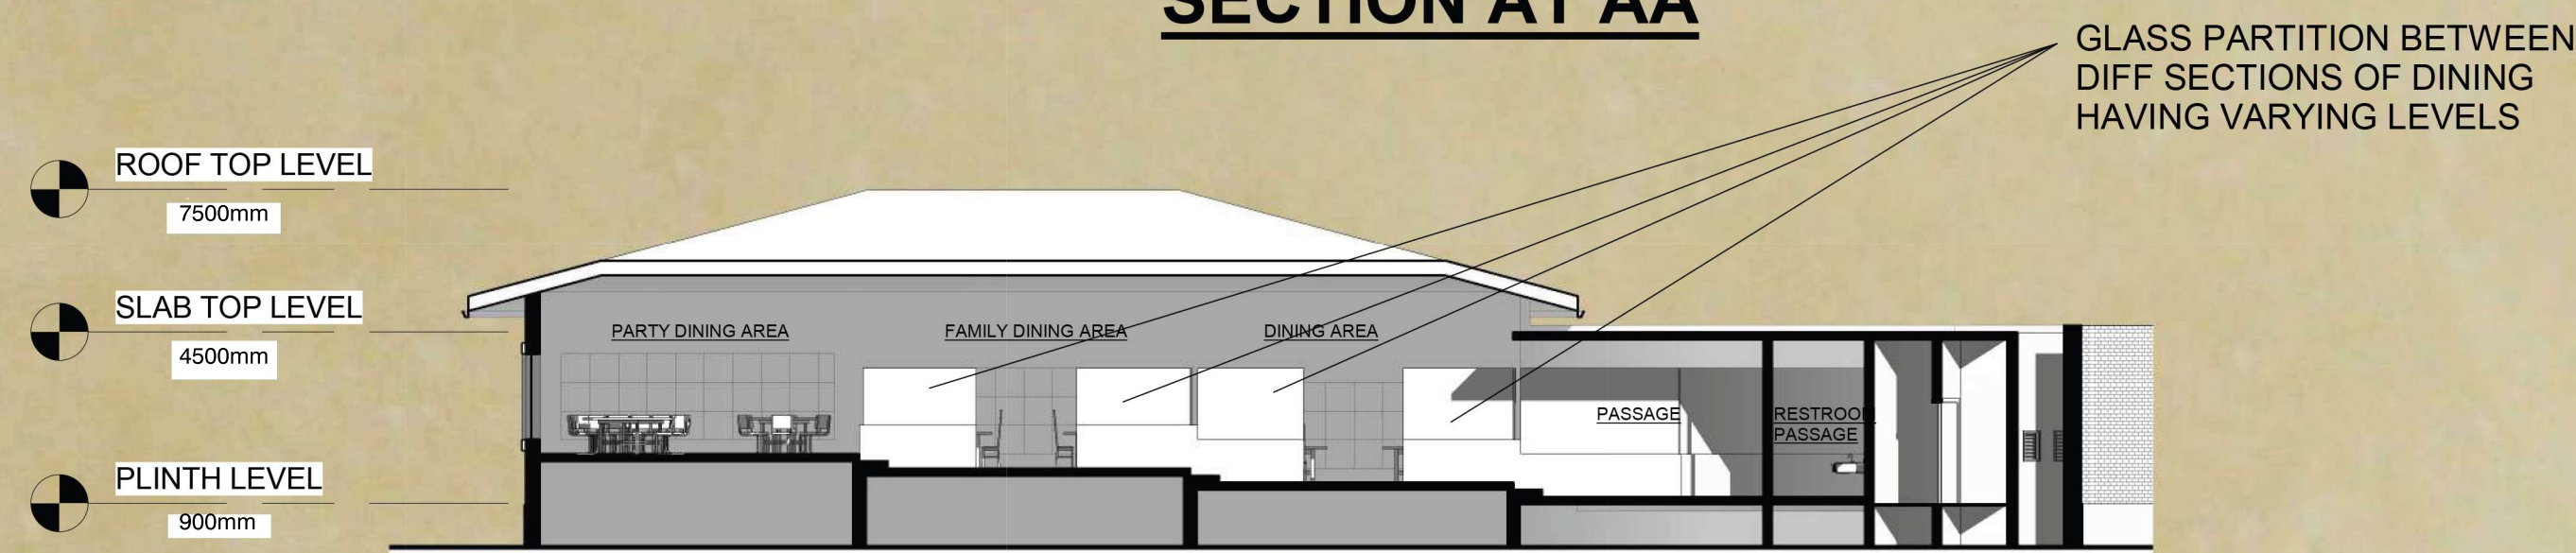 SECTION AT AA
GLASS PARTITION BETWEEN
DIFF SECTIONS OF DINING
HAVING VARYING LEVELS
ROOF TOP LEVEL
7500mm
SLAB TOP LEVEL
4500mm
PLINTH LEVEL
900mm
PARTY DINING AREA
FAMILY DINING AREA
DINING AREA
PASSAGE
RESTROOM
PASSAGE